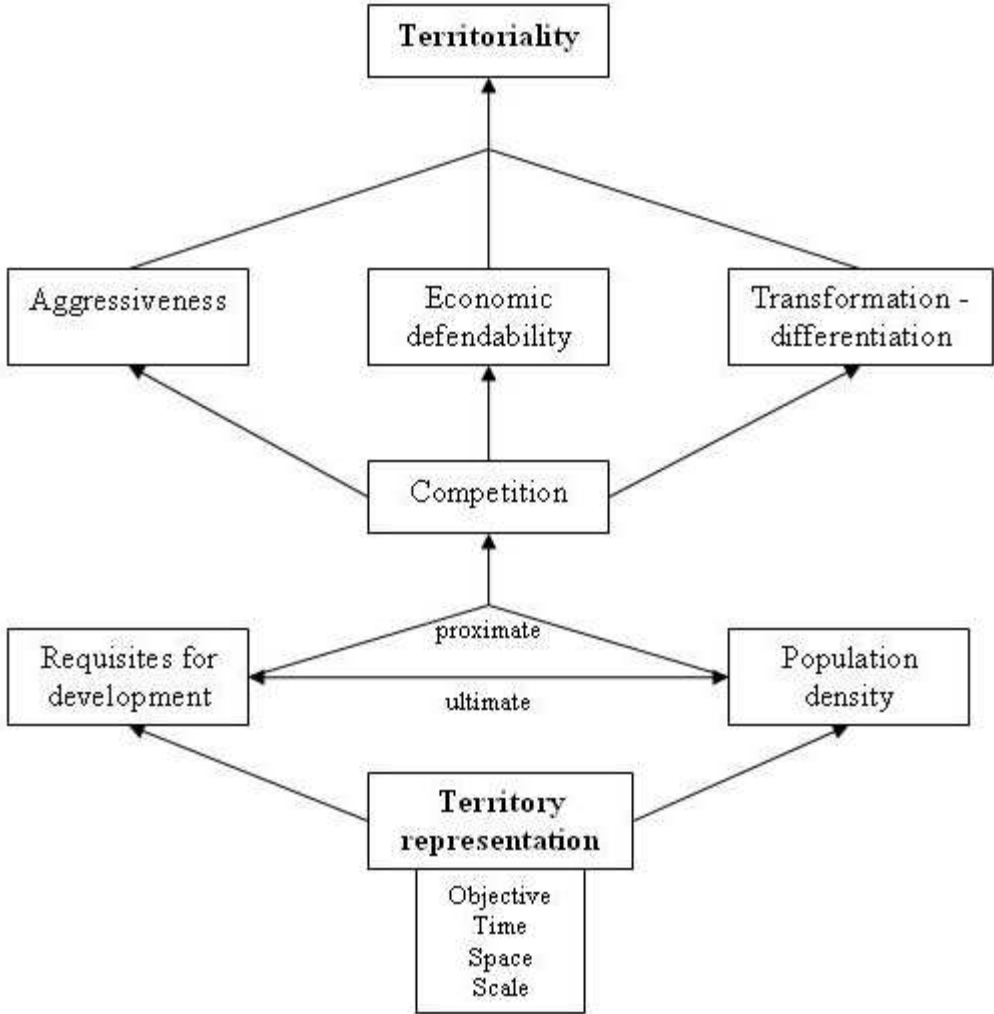 Territoriality
Aggressiveness
Economic
defendability
Transformation -
differentiation
Competition
proximate
Requisites for
development
ultimate
Population
density
Territory
representation
Objective
Time
Space
Scale